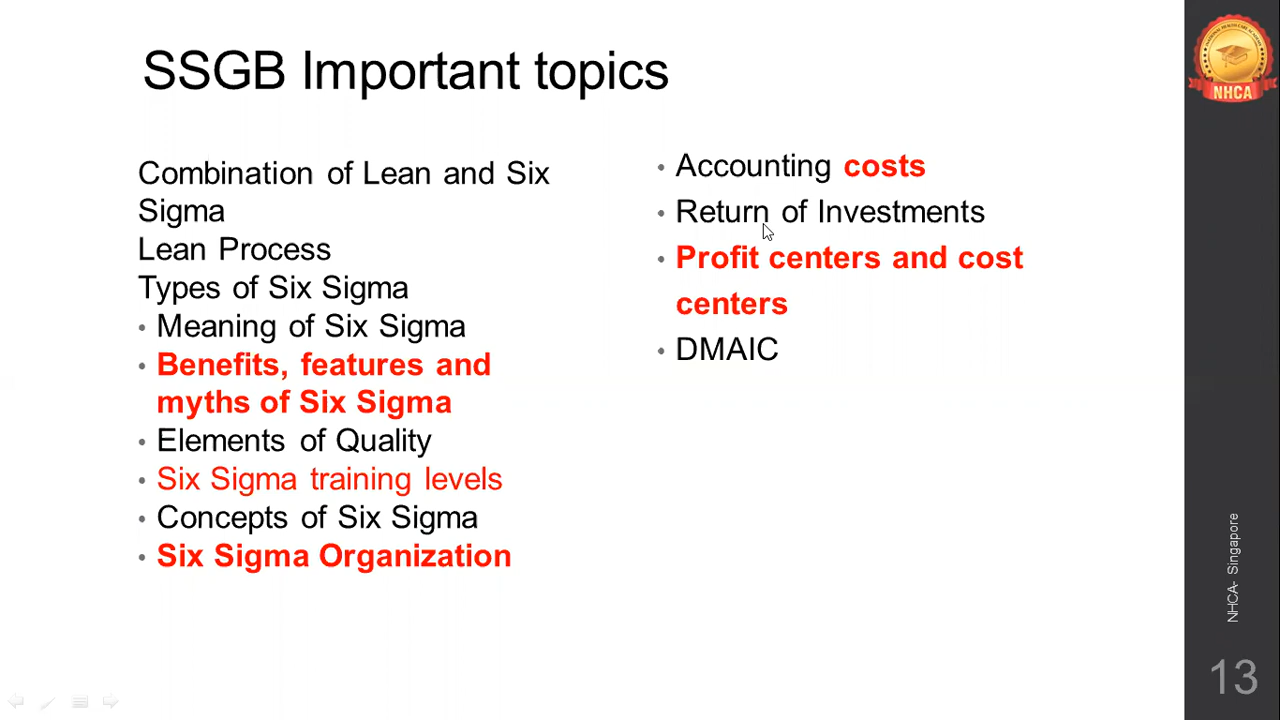 SSGB Important topics
Combination of Lean and Six
Sigma
Lean Process
Types of Six Sigma
• Meaning of Six Sigma
• Benefits, features and
myths of Six Sigma
• Elements of Quality
• Six Sigma training levels
• Concepts of Six Sigma
• Six Sigma Organization
• Accounting costs
• Return of Investments
• Profit centers and cost
centers
• DMAIC
NHCA
NHCA- Singapore
13